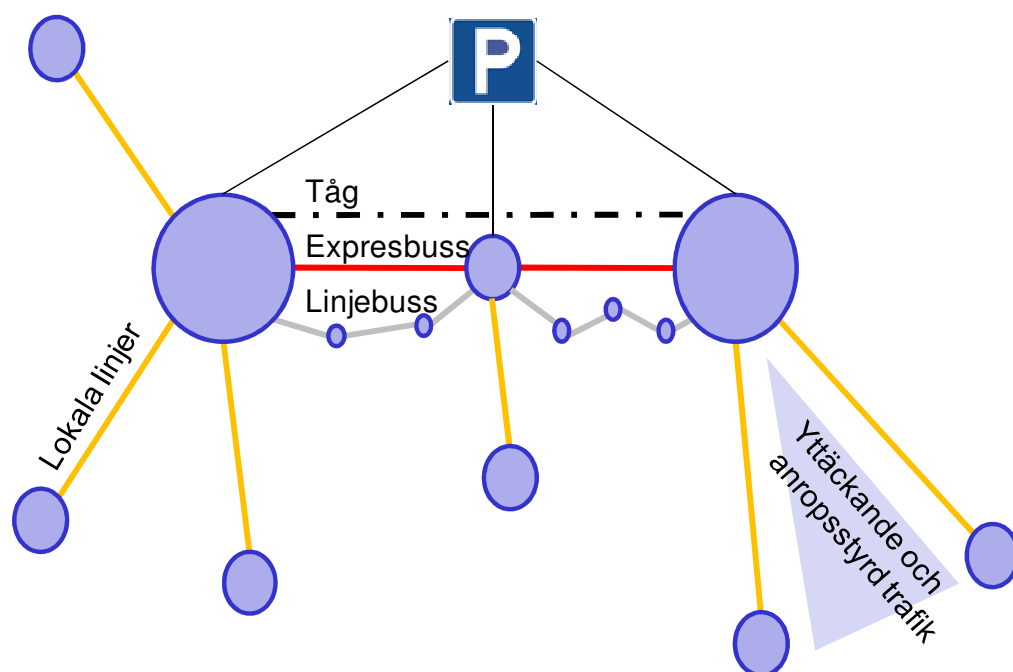 P
Tåg
Expresbuss
Linjebuss
Lokala linjer
Yttäckande och
anropsstyrd trafik